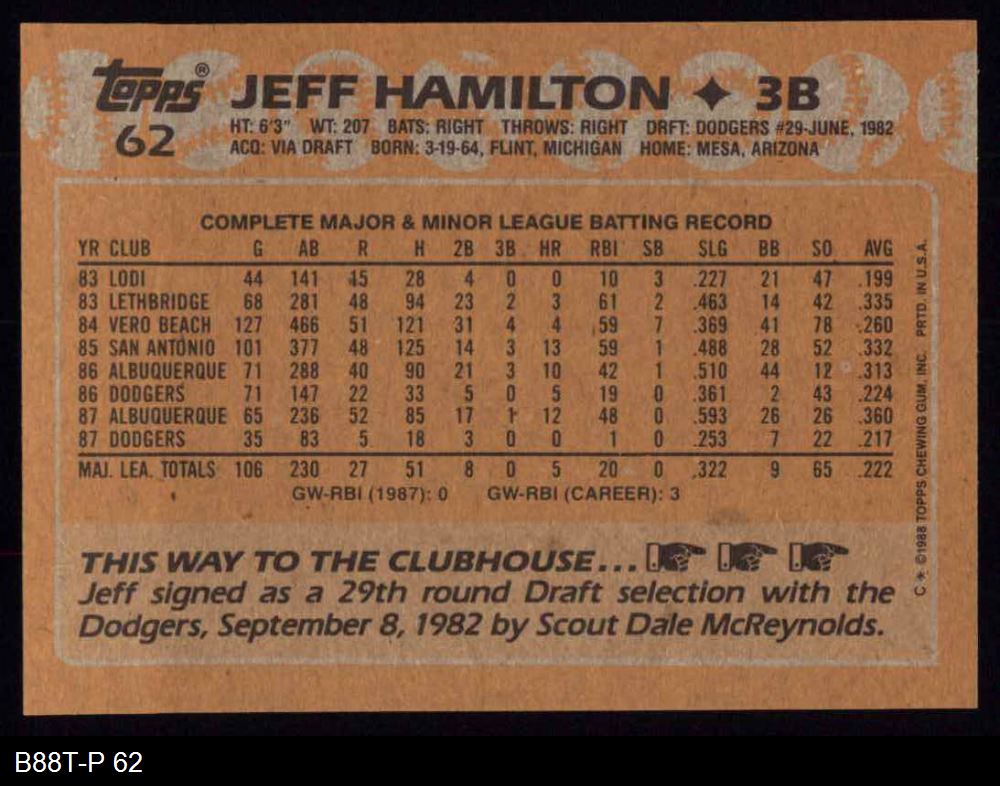 topps® JEFF HAMILTON ✦ 3B
62
HT: 6'3" WT: 207 BATS: RIGHT THROWS: RIGHT DRFT: DODGERS #29-JUNE, 1982
ACQ: VIA DRAFT BORN: 3-19-64, FLINT, MICHIGAN HOME: MESA, ARIZONA
COMPLETE MAJOR & MINOR LEAGUE BATTING RECORD
YR CLUB G AB R H 2B 3B HR RBI SB SLG BB SO AVG
83 LODI 44 141 15 28 4 0 0 10 3 .227 21 47 .199
83 LETHBRIDGE 68 281 48 94 23 2 3 61 2 .463 14 42 .335
84 VERO BEACH 127 466 51 121 31 4 4 59 7 .369 41 78 .260
85 SAN ANTONIO 101 377 48 125 14 3 13 59 1 .488 28 52 .332
86 ALBUQUERQUE 71 288 40 90 21 3 10 42 1 .510 44 12 .313
86 DODGERS 71 147 22 33 5 0 5 19 0 .361 2 43 .224
87 ALBUQUERQUE 65 236 52 85 17 1 12 48 0 .593 26 26 .360
87 DODGERS 35 83 5 18 3 0 0 1 0 .253 7 22 .217
MAJ. LEA. TOTALS 106 230 27 51 8 0 5 20 0 .322 9 65 .222
GW-RBI (1987): 0 GW-RBI (CAREER): 3
THIS WAY TO THE CLUBHOUSE...
Jeff signed as a 29th round Draft selection with the
Dodgers, September 8, 1982 by Scout Dale McReynolds.
C * ©1988 TOPPS CHEWING GUM, INC. PRTD. IN U.S.A.
B88T-P 62